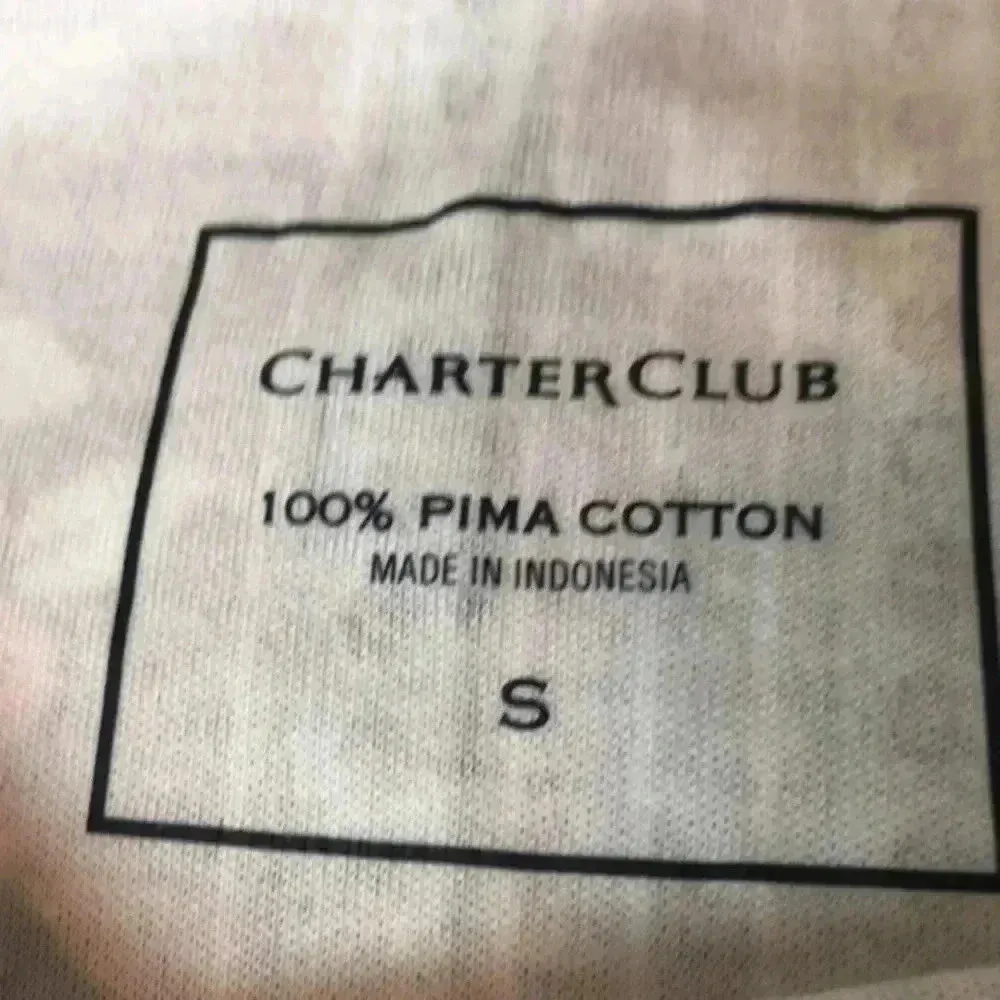 CHARTERCLUB
100% PIMA COTTON
MADE IN INDONESIA
S